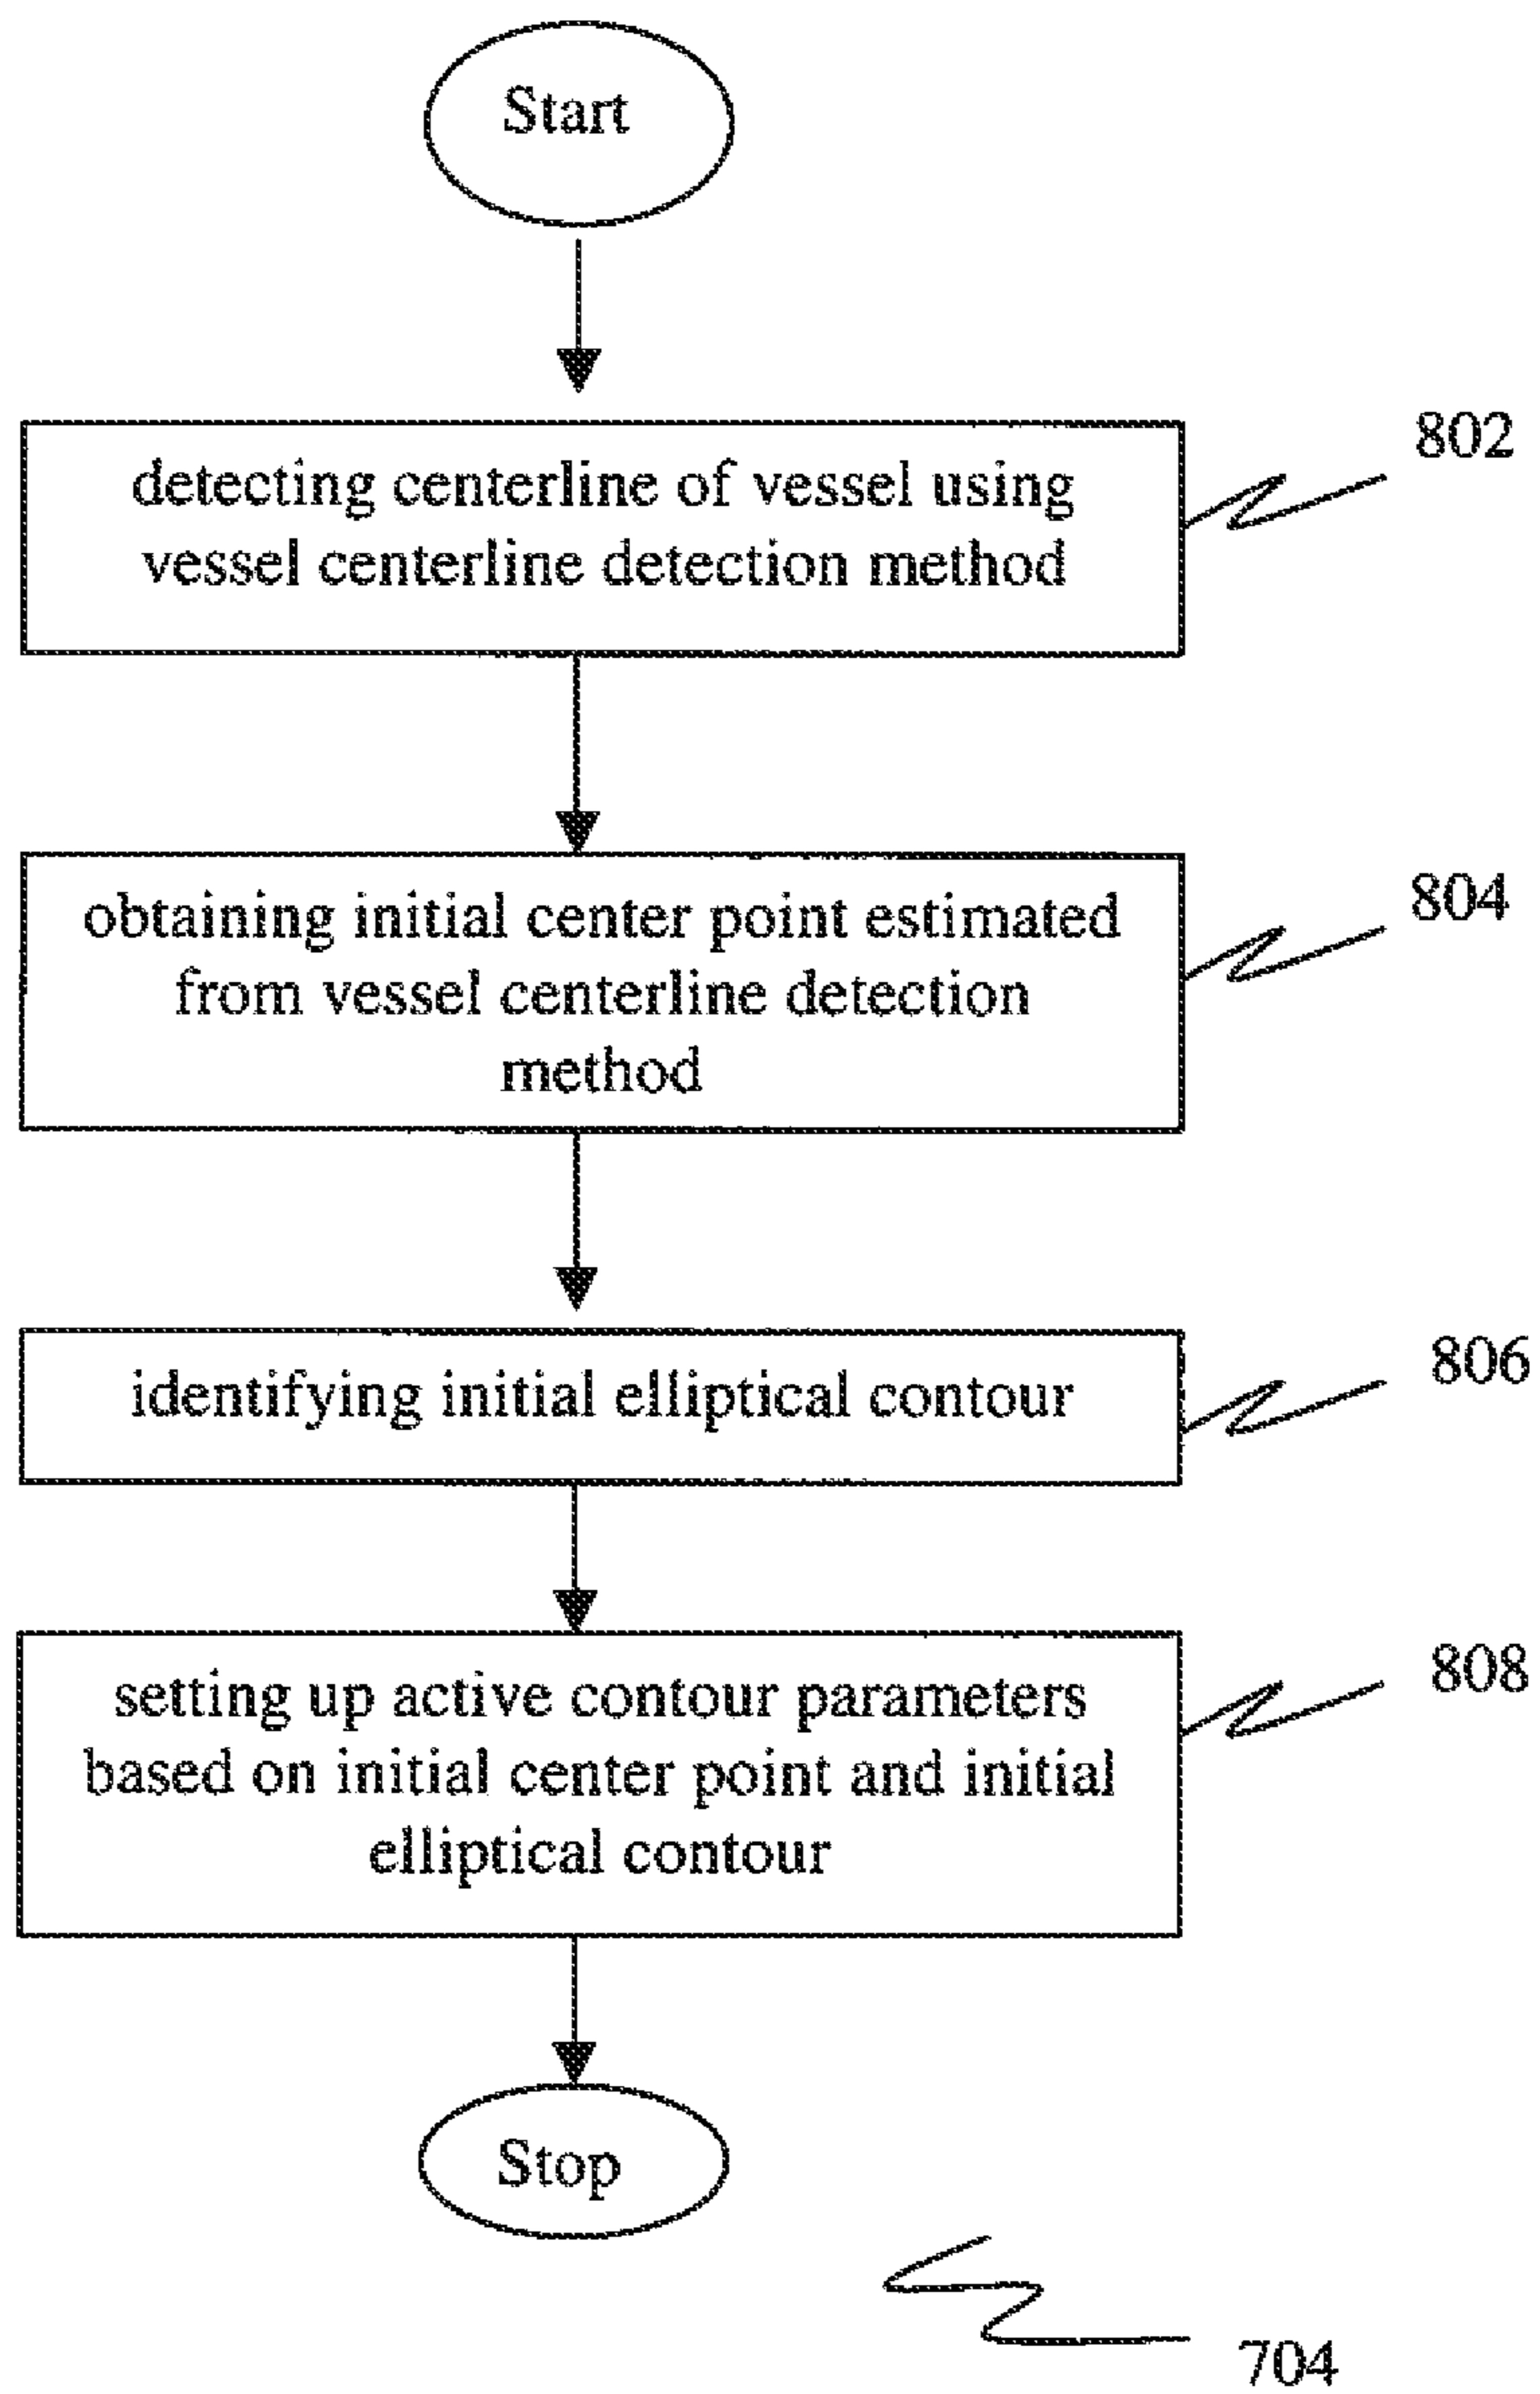 Start
802
detecting centerline of vessel using
vessel centerline detection method
804
obtaining initial center point estimated
from vessel centerline detection
method
806
identifying initial elliptical contour
808
setting up active contour parameters
based on initial center point and initial
elliptical contour
Stop
704